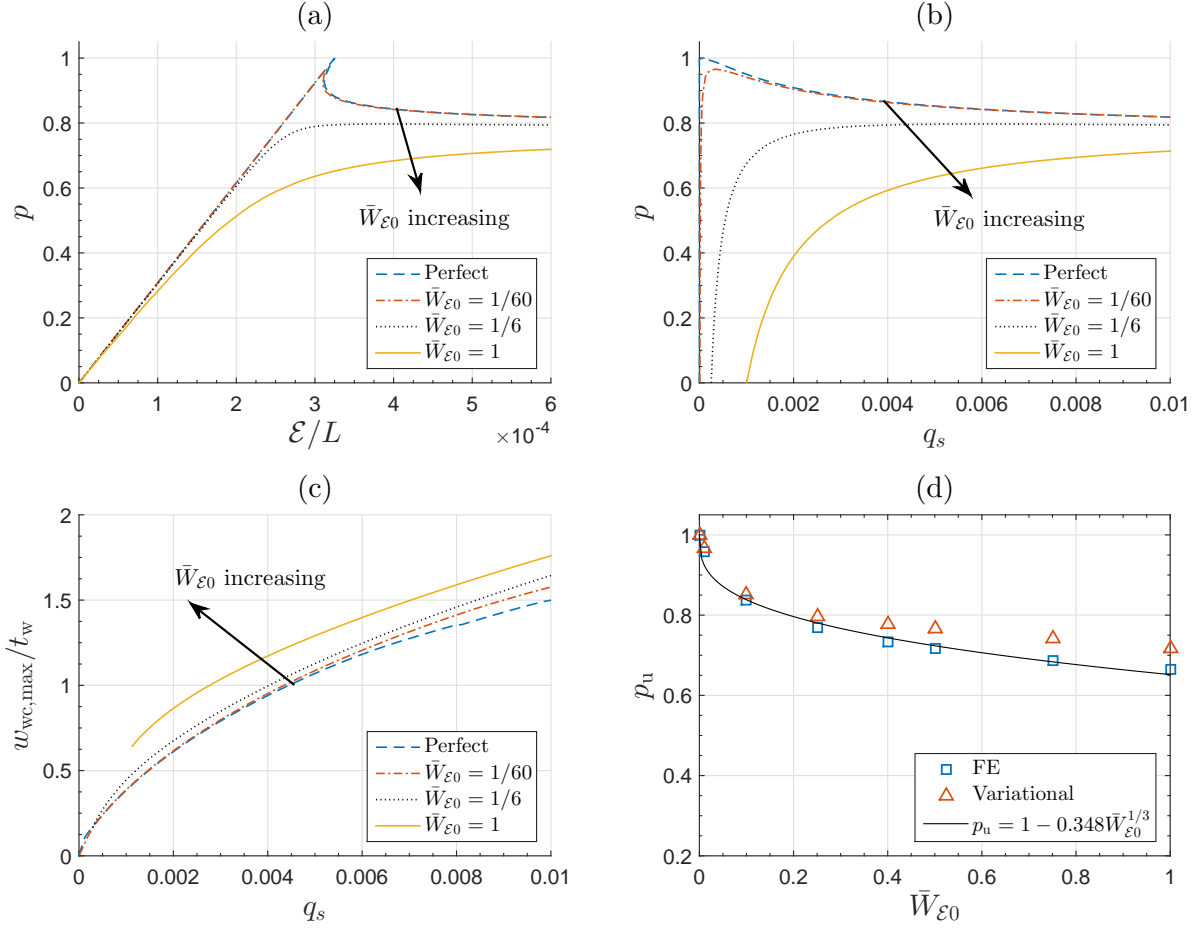 (a)
p
1
0.8
0.6
0.4
0.2
0
0 1 2 3 4 5 6
×10⁻⁴
ℰ/L
W̄ℰ0 increasing
Perfect
W̄ℰ0 = 1/60
W̄ℰ0 = 1/6
W̄ℰ0 = 1
(b)
p
1
0.8
0.6
0.4
0.2
0
0 0.002 0.004 0.006 0.008 0.01
qₛ
W̄ℰ0 increasing
Perfect
W̄ℰ0 = 1/60
W̄ℰ0 = 1/6
W̄ℰ0 = 1
(c)
w_wc,max/t_w
2
1.5
1
0.5
0
0 0.002 0.004 0.006 0.008 0.01
qₛ
W̄ℰ0 increasing
Perfect
W̄ℰ0 = 1/60
W̄ℰ0 = 1/6
W̄ℰ0 = 1
(d)
p_u
1
0.8
0.6
0.4
0.2
0 0.2 0.4 0.6 0.8 1
W̄ℰ0
FE
Variational
p_u = 1 − 0.348W̄ℰ0^1/3